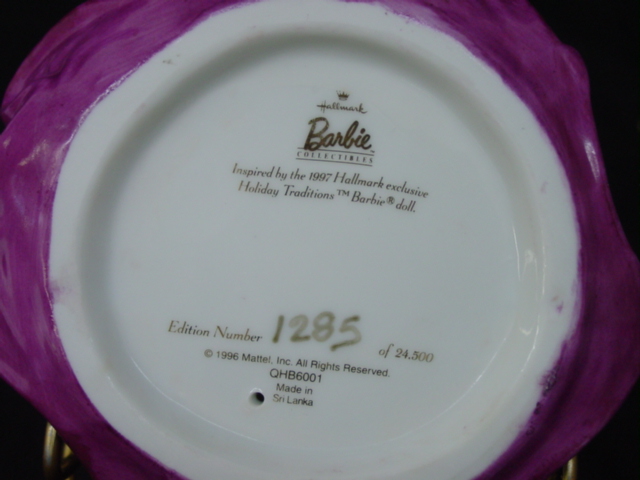 Hallmark
Barbie
COLLECTIBLES
Inspired by the 1997 Hallmark exclusive
Holiday Traditions™ Barbie® doll.
Edition Number 1285 of 24,500
© 1996 Mattel, Inc. All Rights Reserved.
QHB6001
Made in
Sri Lanka